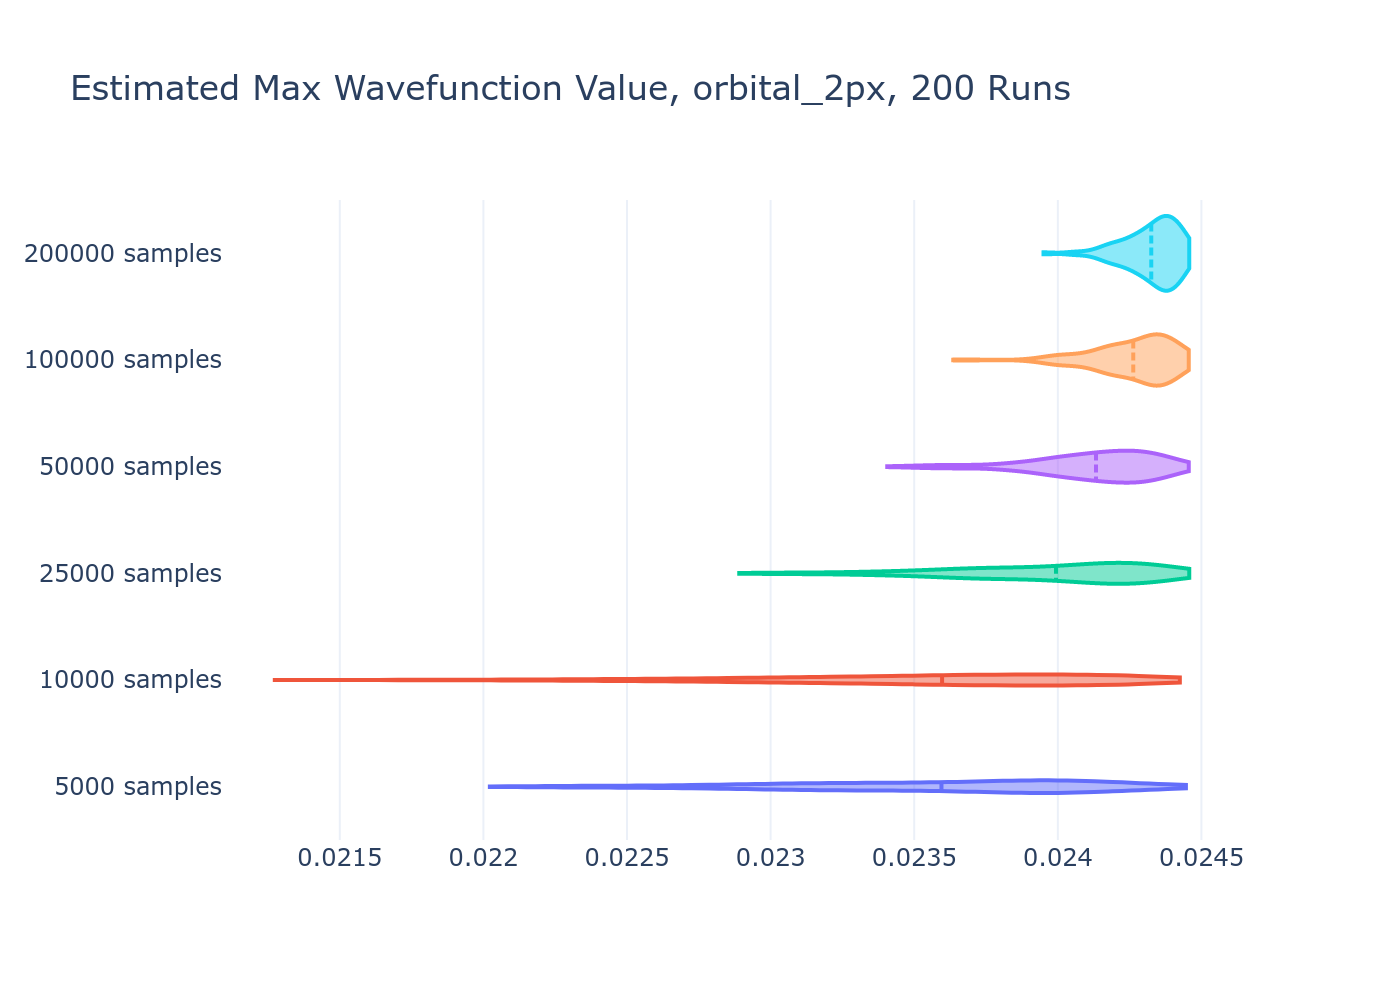 Estimated Max Wavefunction Value, orbital_2px, 200 Runs
200000 samples
100000 samples
50000 samples
25000 samples
10000 samples
5000 samples
0.0215 0.022 0.0225 0.023 0.0235 0.024 0.0245